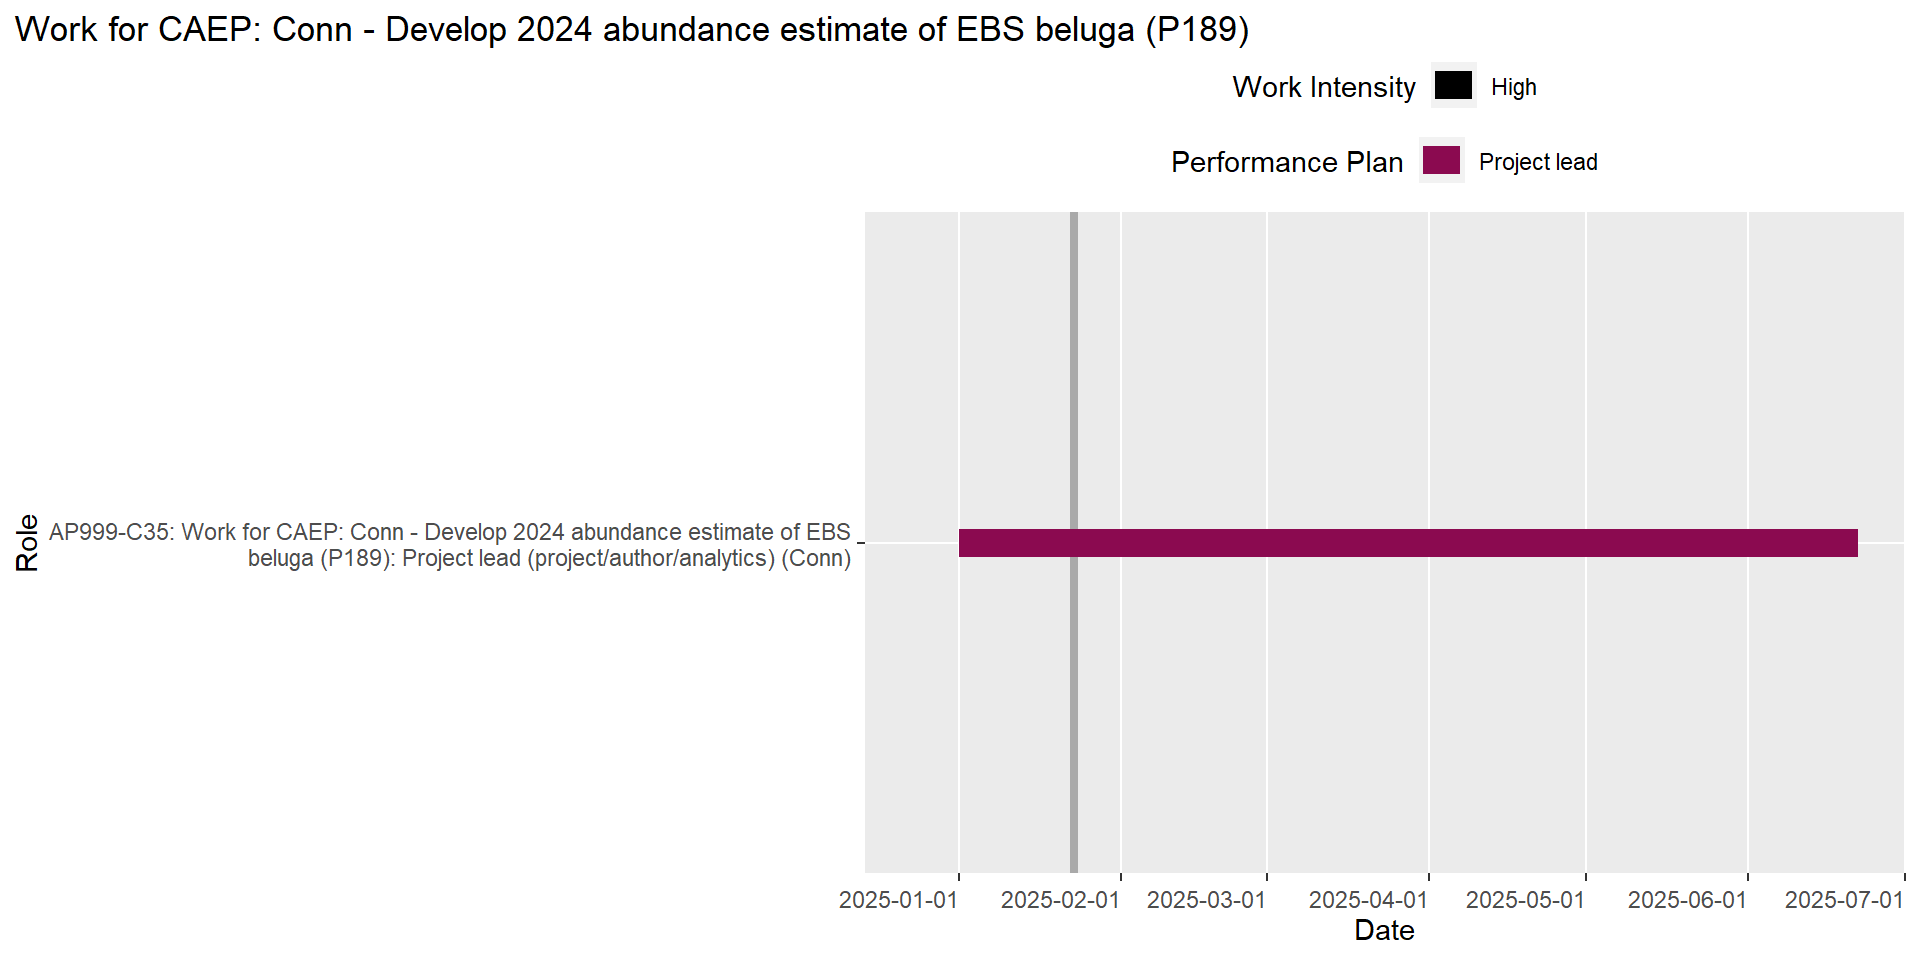 Work for CAEP: Conn - Develop 2024 abundance estimate of EBS beluga (P189)
Work Intensity High
Performance Plan Project lead
Role
AP999-C35: Work for CAEP: Conn - Develop 2024 abundance estimate of EBS
beluga (P189): Project lead (project/author/analytics) (Conn)
2025-01-01 2025-02-01 2025-03-01 2025-04-01 2025-05-01 2025-06-01 2025-07-01
Date